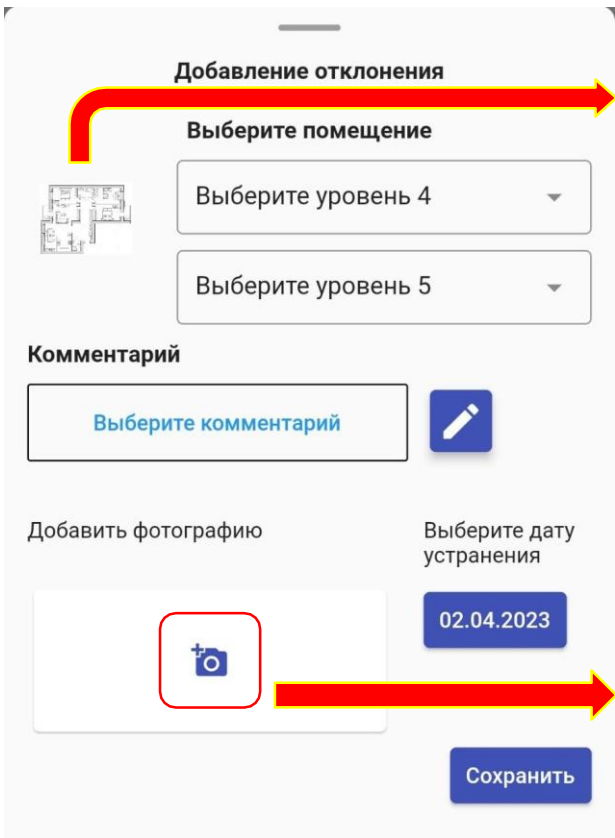 Добавление отклонения
Выберите помещение
Выберите уровень 4
Выберите уровень 5
Комментарий
Выберите комментарий
Добавить фотографию
Выберите дату
устранения
02.04.2023
Сохранить